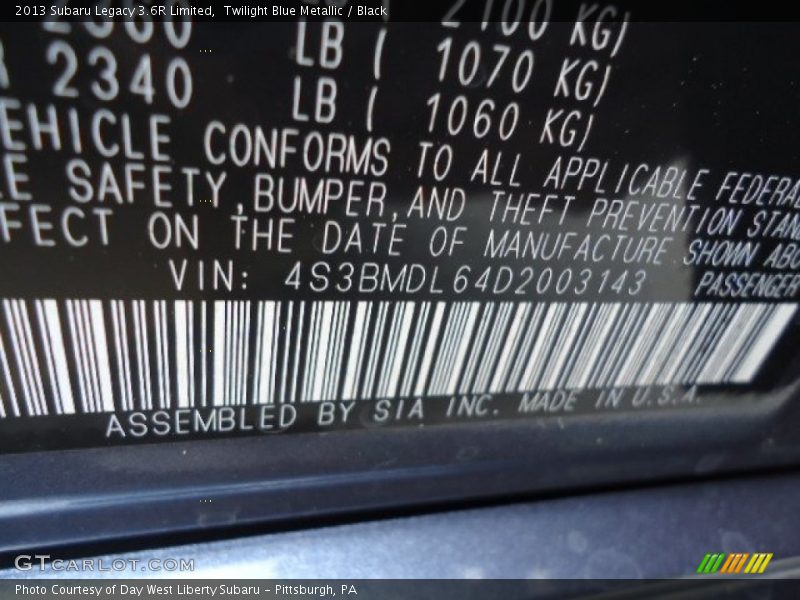 2013 Subaru Legacy 3.6R Limited, Twilight Blue Metallic / Black
2100 KG)
2340 LB ( 1070 KG)
LB ( 1060 KG)
EHICLE CONFORMS TO ALL APPLICABLE FEDERA
E SAFETY, BUMPER, AND THEFT PREVENTION STAN
FECT ON THE DATE OF MANUFACTURE SHOWN ABO
VIN: 4S3BMDL64D2003143 PASSENGER
ASSEMBLED BY SIA INC. MADE IN U.S.A.
GTCARLOT.COM
Photo Courtesy of Day West Liberty Subaru - Pittsburgh, PA